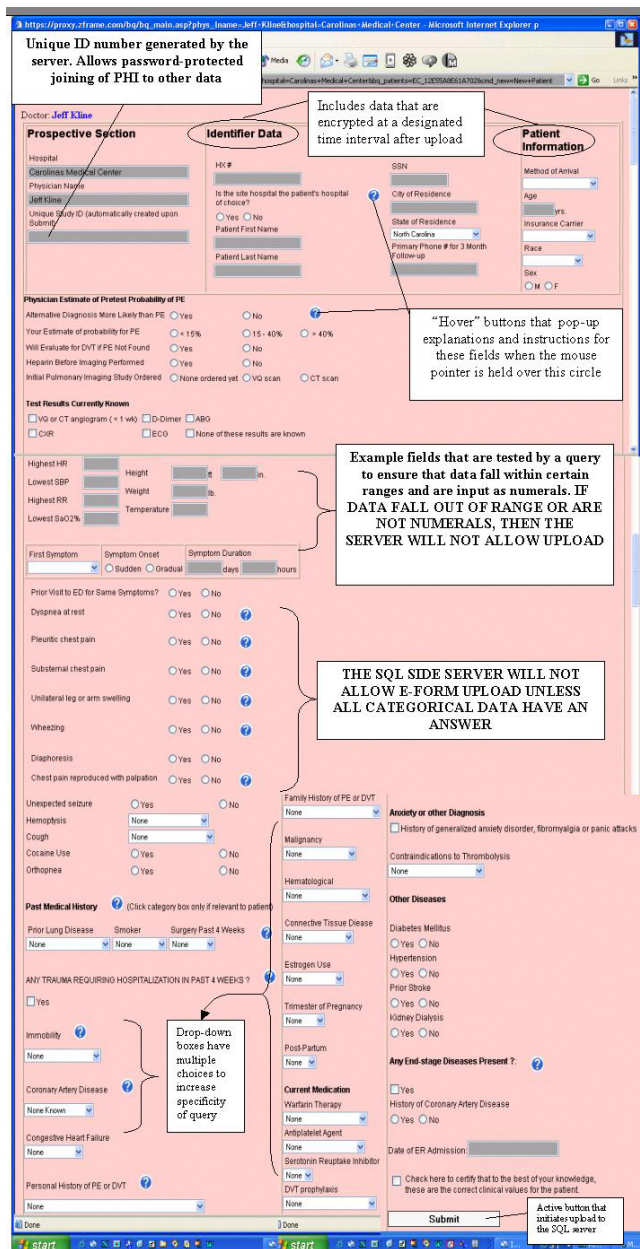 https://proxy.zframe.com/bg/bq_main.asp?phys_lname=Jeff+Kline&hospital=Carolinas+Medical+Center - Microsoft Internet Explorer p
Unique ID number generated by the
server. Allows password-protected
joining of PHI to other data
Media
hospital=Carolinas+Medical+Center&bq_patients=EC_12E55A8E61A702&cmd_new=New+Patient
Go
Links
Includes data that are
encrypted at a designated
time interval after upload
Doctor: Jeff Kline
Prospective Section
Hospital
Carolinas Medical Center
Physician Name
Jeff Kline
Unique Study ID (automatically created upon
Submit)
Identifier Data
HX #
Is the site hospital the patient's hospital
of choice?
Yes No
Patient First Name
Patient Last Name
SSN
City of Residence
State of Residence
North Carolina
Primary Phone # for 3 Month
Follow-up
Patient
Information
Method of Arrival
Age
yrs.
Insurance Carrier
Race
Sex
M F
Physician Estimate of Pretest Probability of PE
Alternative Diagnosis More Likely than PE Yes No
Your Estimate of probability for PE < 15% 15 - 40% > 40%
Will Evaluate for DVT if PE Not Found Yes No
Heparin Before Imaging Performed Yes No
Initial Pulmonary Imaging Study Ordered None ordered yet VQ scan CT scan
"Hover" buttons that pop-up
explanations and instructions for
these fields when the mouse
pointer is held over this circle
Test Results Currently Known
VQ or CT angiogram ( < 1 wk) D-Dimer ABG
CXR ECG None of these results are known
Highest HR
Lowest SBP
Highest RR
Lowest SaO2%
Height ft in.
Weight lb.
Temperature
Example fields that are tested by a query
to ensure that data fall within certain
ranges and are input as numerals. IF
DATA FALL OUT OF RANGE OR ARE
NOT NUMERALS, THEN THE
SERVER WILL NOT ALLOW UPLOAD
First Symptom Symptom Onset Symptom Duration
Sudden Gradual days hours
Prior Visit to ED for Same Symptoms? Yes No
Dyspnea at rest Yes No
Pleuritic chest pain Yes No
Substernal chest pain Yes No
Unilateral leg or arm swelling Yes No
Wheezing Yes No
Diaphoresis Yes No
Chest pain reproduced with palpation Yes No
THE SQL SIDE SERVER WILL NOT
ALLOW E-FORM UPLOAD UNLESS
ALL CATEGORICAL DATA HAVE AN
ANSWER
Unexpected seizure Yes No
Hemoptysis None
Cough None
Cocaine Use Yes No
Orthopnea Yes No
Past Medical History (Click category box only if relevant to patient)
Prior Lung Disease Smoker Surgery Past 4 Weeks
None None None
ANY TRAUMA REQUIRING HOSPITALIZATION IN PAST 4 WEEKS ?
Yes
Immobility
None
Coronary Artery Disease
None Known
Congestive Heart Failure
None
Personal History of PE or DVT
None
Drop-down
boxes have
multiple
choices to
increase
specificity
of query
Family History of PE or DVT
None
Malignancy
None
Hematological
None
Connective Tissue Diease
None
Estrogen Use
None
Trimester of Pregnancy
None
Post-Partum
None
Current Medication
Warfarin Therapy
None
Antiplatelet Agent
None
Serotonin Reuptake Inhibitor
None
DVT prophylaxis
None
Anxiety or other Diagnosis
History of generalized anxiety disorder, fibromyalgia or panic attacks
Contraindications to Thrombolysis
None
Other Diseases
Diabetes Mellitus
Yes No
Hypertension
Yes No
Prior Stroke
Yes No
Kidney Dialysis
Yes No
Any End-stage Diseases Present ?:
Yes
History of Coronary Artery Disease
Yes No
Date of ER Admission:
Check here to certify that to the best of your knowledge,
these are the correct clinical values for the patient.
Submit
Active button that
initiates upload to
the SQL server
Done Done
start start